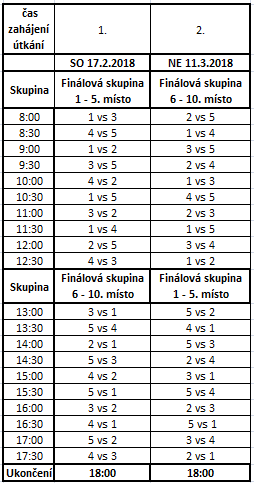 čas
zahájení
útkání
1. 2.
SO 17.2.2018 NE 11.3.2018
Skupina Finálová skupina Finálová skupina
1 - 5. místo 6 - 10. místo
8:00 1 vs 3 2 vs 5
8:30 4 vs 5 1 vs 4
9:00 1 vs 2 3 vs 5
9:30 3 vs 5 2 vs 4
10:00 4 vs 2 1 vs 3
10:30 1 vs 5 4 vs 5
11:00 3 vs 2 2 vs 3
11:30 1 vs 4 1 vs 5
12:00 2 vs 5 3 vs 4
12:30 4 vs 3 1 vs 2
Skupina Finálová skupina Finálová skupina
6 - 10. místo 1 - 5. místo
13:00 3 vs 1 5 vs 2
13:30 5 vs 4 4 vs 1
14:00 2 vs 1 5 vs 3
14:30 5 vs 3 2 vs 4
15:00 4 vs 2 3 vs 1
15:30 5 vs 1 5 vs 4
16:00 3 vs 2 2 vs 3
16:30 4 vs 1 5 vs 1
17:00 5 vs 2 3 vs 4
17:30 4 vs 3 2 vs 1
Ukončení 18:00 18:00